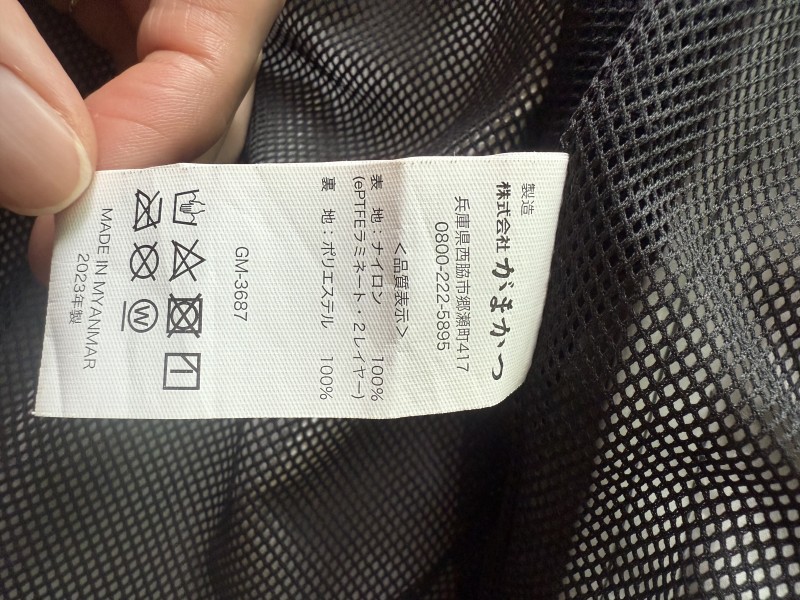 製造
株式会社 がまかつ
兵庫県西脇市郷瀬町417
0800-222-5895
<品質表示>
表 地:ナイロン 100%
(ePTFEラミネート・2レイヤー)
裏 地:ポリエステル 100%
GM-3687
W
MADE IN MYANMAR
2023年製